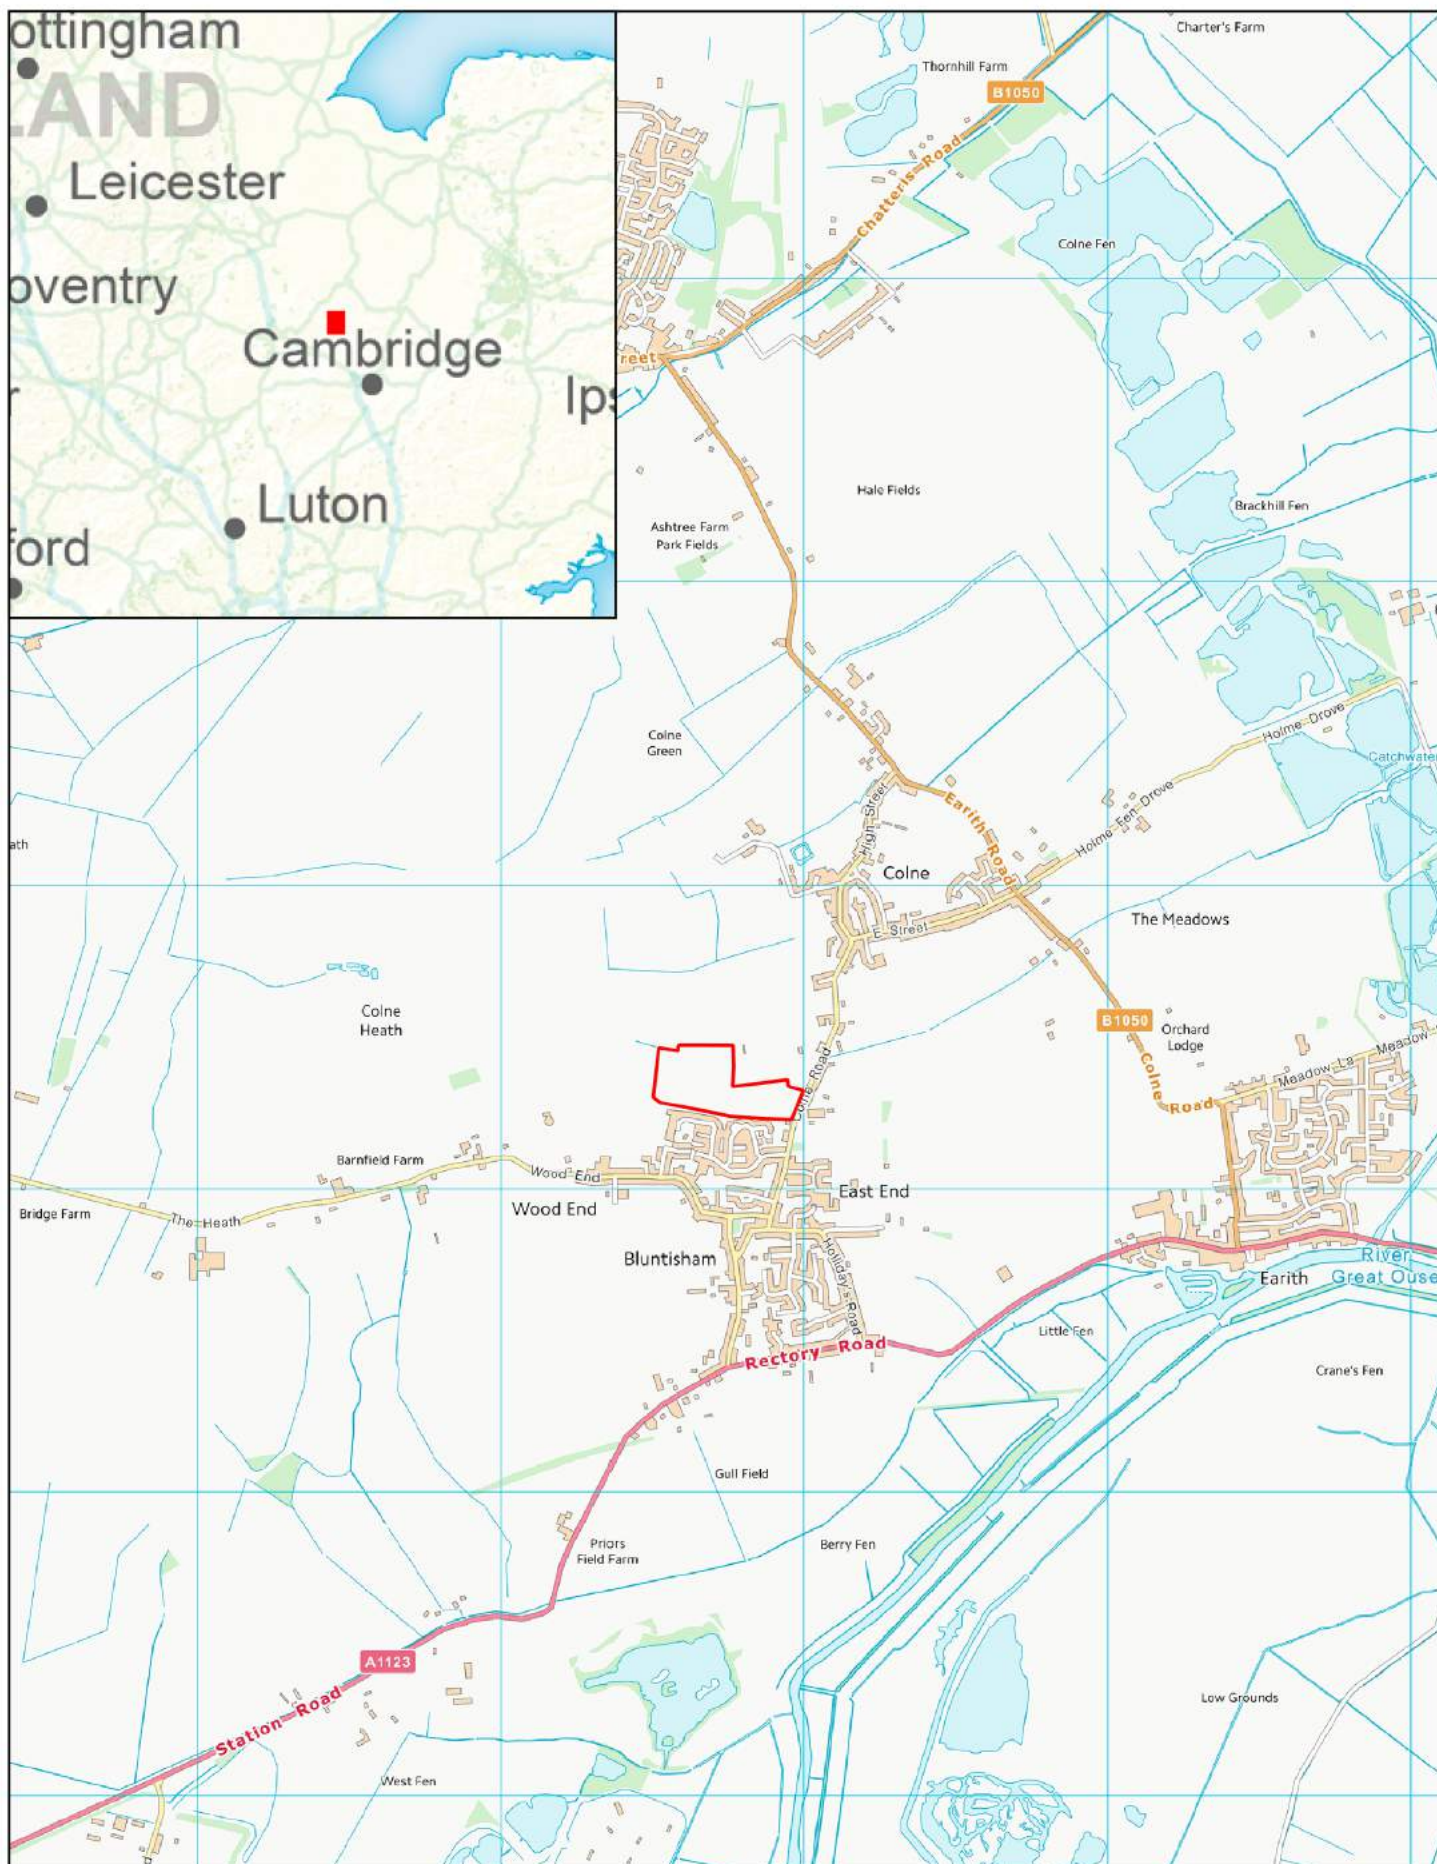 ottingham
LAND
Leicester
oventry
Cambridge
r
Ips
Luton
ford
Charter's Farm
Thornhill Farm
B1050
Chatteris Road
Colne Fen
reet
Hale Fields
Brackhill Fen
Ashtree Farm
Park Fields
Colne
Green
Holme Drove
Catchwater
High Street
Earith Road
Holme Fen Drove
ath
Colne
The Meadows
E Street
Colne
Heath
B1050
Orchard
Lodge
Colne Road
Meadow La
Meadow
Colne Road
Barnfield Farm
Wood End
East End
Wood End
Bridge Farm
The Heath
Bluntisham
Holliday's Road
River
Great Ouse
Earith
Little Fen
Rectory Road
Crane's Fen
Gull Field
Priors
Field Farm
Berry Fen
A1123
Station Road
Low Grounds
West Fen